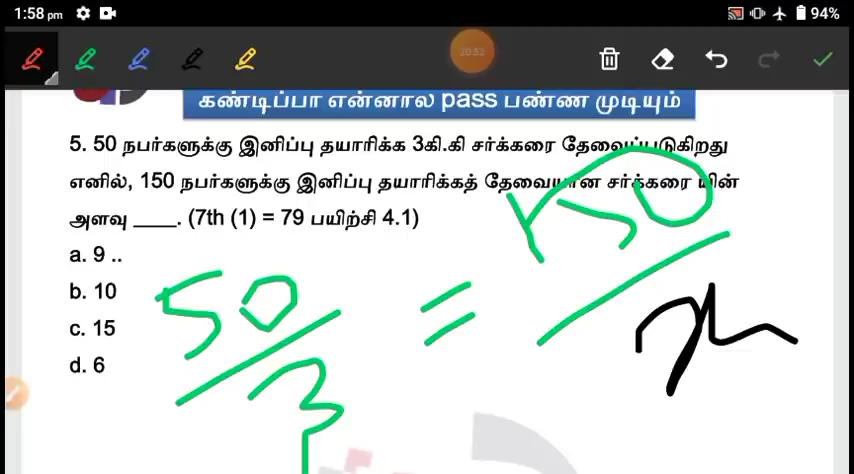 1:58 pm
94%
20:52
கண்டிப்பா என்னால pass பண்ண முடியும்
5. 50 நபர்களுக்கு இனிப்பு தயாரிக்க 3கி.கி சர்க்கரை தேவைப்படுகிறது
எனில், 150 நபர்களுக்கு இனிப்பு தயாரிக்கத் தேவையான சர்க்கரை யின்
அளவு ____. (7th (1) = 79 பயிற்சி 4.1)
a. 9 ..
b. 10
c. 15
d. 6
50/3 = 150/x